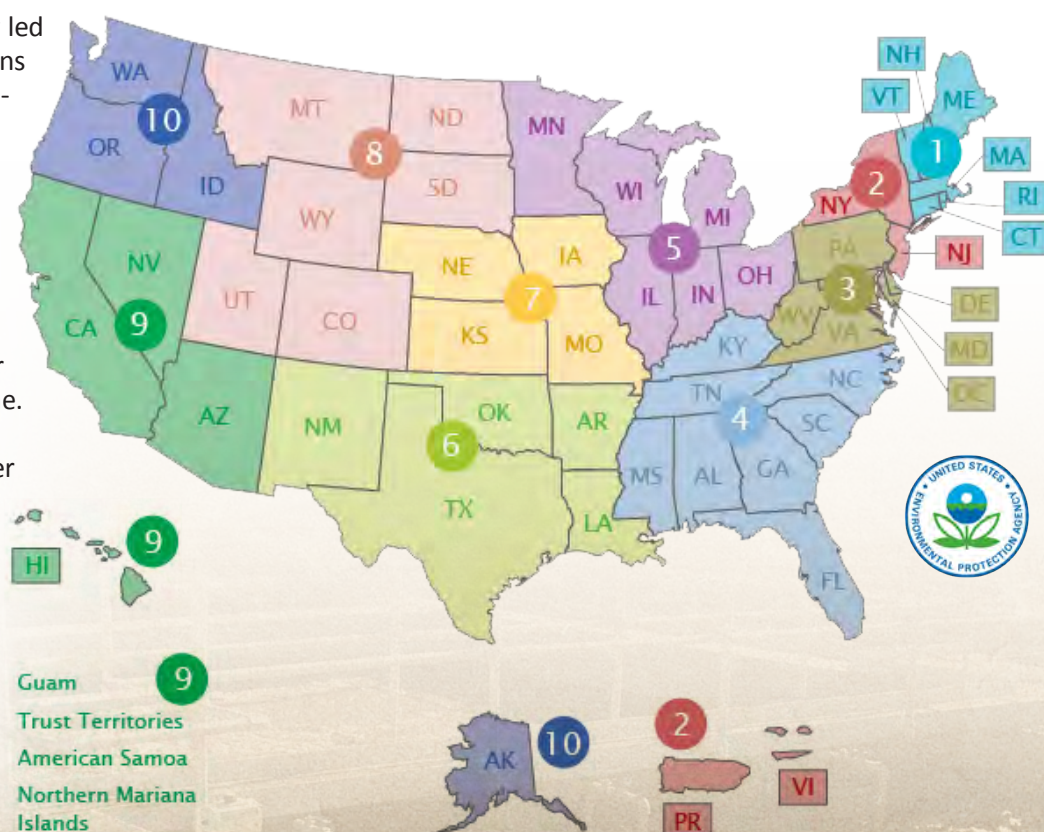 led
ns
-
r
e.
er
WA
OR
10
ID
MT
ND
8
SD
WY
UT
CO
MN
WI
MI
5
IL
IN
OH
NE
IA
7
KS
MO
NV
CA
9
AZ
NM
OK
AR
6
TX
LA
KY
TN
NC
4
SC
MS
AL
GA
FL
NH
VT
ME
1
MA
RI
CT
2
NY
NJ
PA
3
WV
VA
DE
MD
DC
UNITED STATES
ENVIRONMENTAL PROTECTION AGENCY
9
HI
Guam
9
Trust Territories
American Samoa
Northern Mariana
Islands
AK
10
2
PR
VI